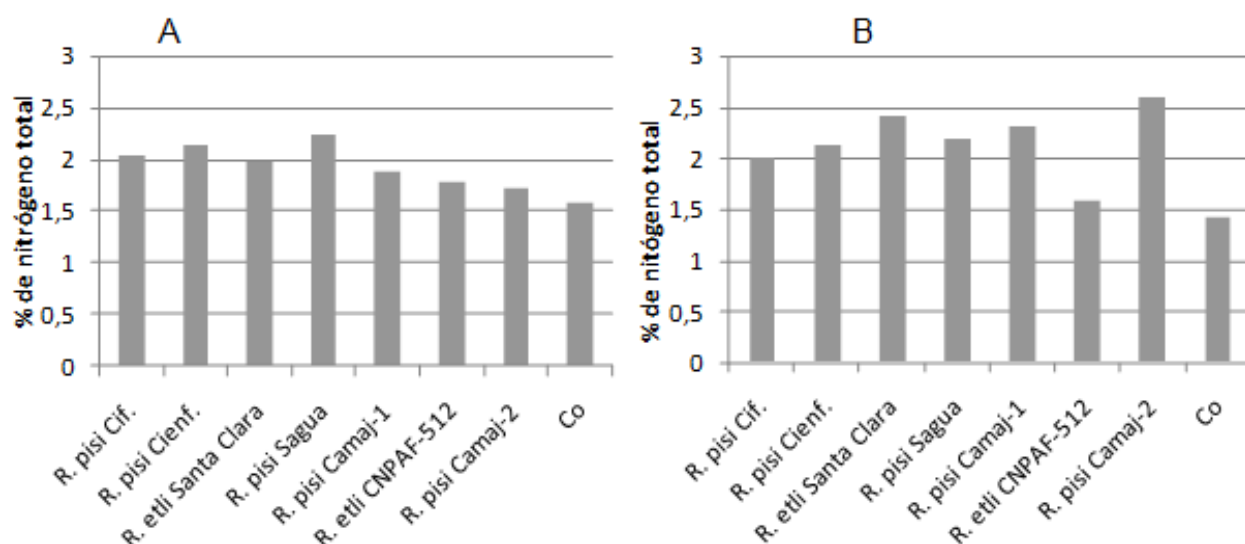 A
% de nitrógeno total
3
2,5
2
1,5
1
0,5
0
R. pisi Cif.
R. pisi Cienf.
R. etli Santa Clara
R. pisi Sagua
R. pisi Camaj-1
R. etli CNPAF-512
R. pisi Camaj-2
Co
B
% de nitógeno total
3
2,5
2
1,5
1
0,5
0
R. pisi Cif.
R. pisi Cienf.
R. etli Santa Clara
R. pisi Sagua
R. pisi Camaj-1
R. etli CNPAF-512
R. pisi Camaj-2
Co